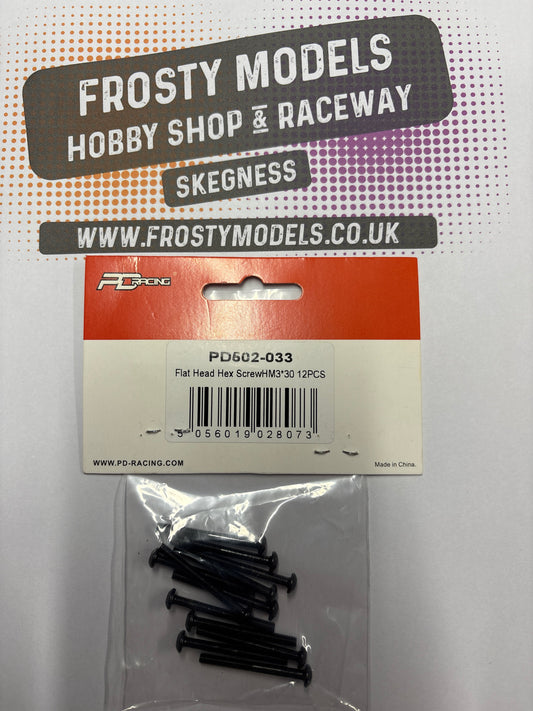 FROSTY MODELS
HOBBY SHOP & RACEWAY
SKEGNESS
WWW.FROSTYMODELS.CO.UK
PD RACING
PD602-033
Flat Head Hex ScrewHM3*30 12PCS
5 056019 028073
WWW.PD-RACING.COM
Made in China.